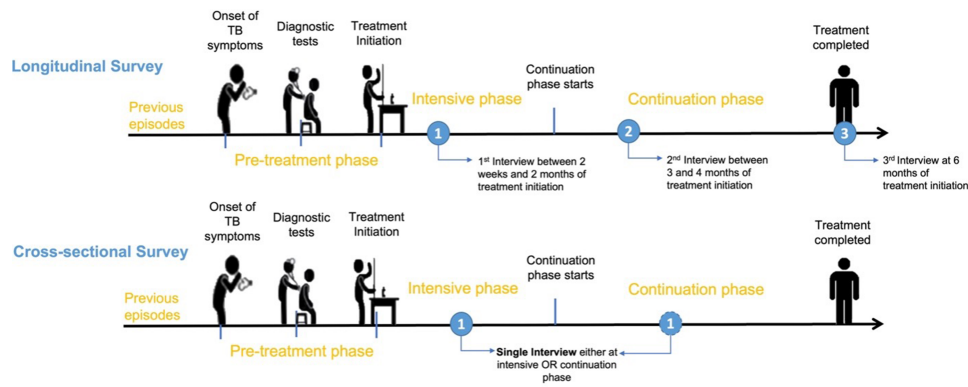 Onset of
TB
symptoms
Diagnostic
tests
Treatment
Initiation
Treatment
completed
Longitudinal Survey
Continuation
phase starts
Previous
episodes
Intensive phase
Continuation phase
Pre-treatment phase
1
2
3
1st Interview between 2
weeks and 2 months of
treatment initiation
2nd Interview between
3 and 4 months of
treatment initiation
3rd Interview at 6
months of
treatment initiation
Onset of
TB
symptoms
Diagnostic
tests
Treatment
Initiation
Treatment
completed
Cross-sectional Survey
Continuation
phase starts
Previous
episodes
Intensive phase
Continuation phase
Pre-treatment phase
1
1
Single Interview either at
intensive OR continuation
phase